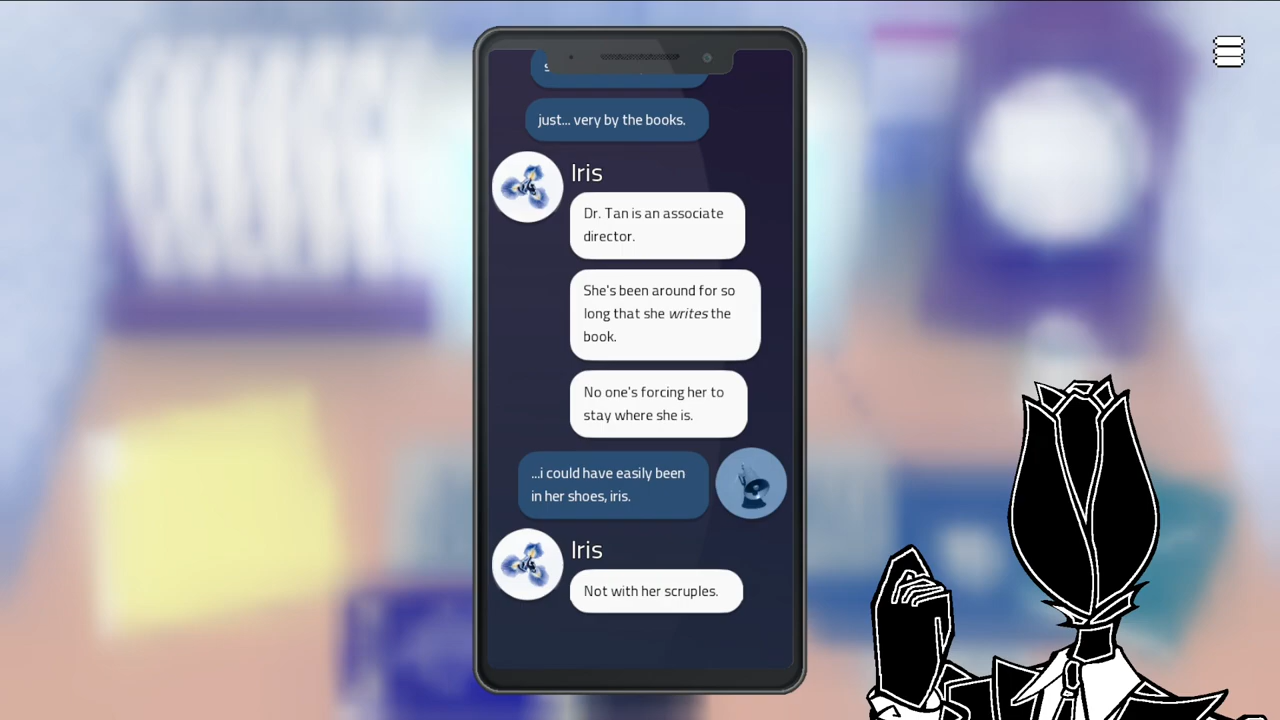 just... very by the books.
Iris
Dr. Tan is an associate
director.
She's been around for so
long that she writes the
book.
No one's forcing her to
stay where she is.
...i could have easily been
in her shoes, iris.
Iris
Not with her scruples.